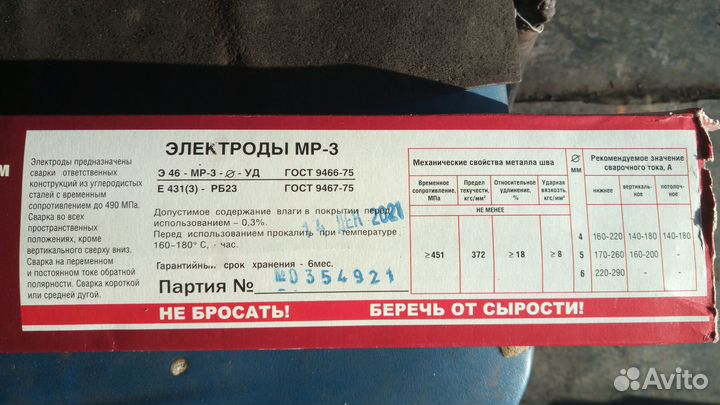 ЭЛЕКТРОДЫ МР-3
Электроды предназначены
сварки ответственных
конструкций из углеродистых
сталей с временным
сопротивлением до 490 МПа.
Сварка во всех
пространственных
положениях, кроме
вертикального сверху вниз.
Сварка на переменном
и постоянном токе обратной
полярности. Сварка короткой
или средней дугой.
Э 46 - МР-3 - Ø - УД ГОСТ 9466-75
Е 431(3) - РБ23 ГОСТ 9467-75
Допустимое содержание влаги в покрытии перед
использованием – 0,3%.
14 ДЕК 2021
Перед использованием прокалить при температуре
160-180° С, - час.
Гарантийный срок хранения - 6мес.
Партия № №0354921
Механические свойства металла шва
Временное сопротивление, МПа
Предел текучести, кгс/мм²
Относительное удлинение, %
Ударная вязкость, кгс/мм²
НЕ МЕНЕЕ
≥451 372 ≥18 ≥8
Ø мм
Рекомендуемое значение
сварочного тока, А
нижнее вертикаль-ное потолоч-ное
4 160-220 140-180 140-180
5 170-260 160-200 -
6 220-290 - -
НЕ БРОСАТЬ! БЕРЕЧЬ ОТ СЫРОСТИ!
Avito